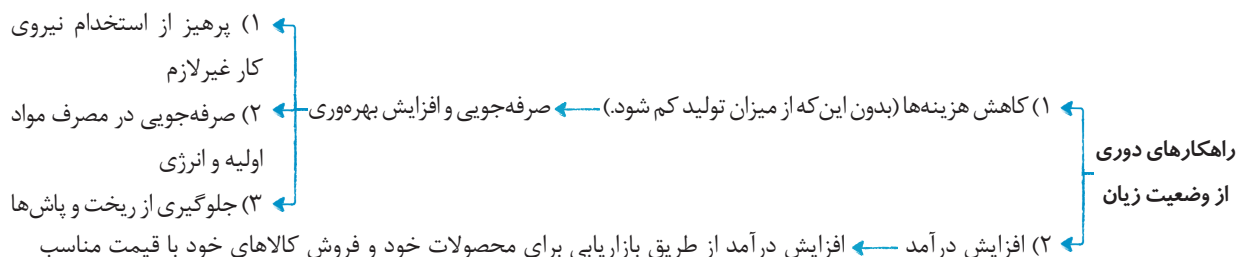 راهکارهای دوری
از وضعیت زیان
۱) کاهش هزینه‌ها (بدون این‌که از میزان تولید کم شود.)
صرفه‌جویی و افزایش بهره‌وری
۱) پرهیز از استخدام نیروی
کار غیرلازم
۲) صرفه‌جویی در مصرف مواد
اولیه و انرژی
۳) جلوگیری از ریخت و پاش‌ها
۲) افزایش درآمد
افزایش درآمد از طریق بازاریابی برای محصولات خود و فروش کالاهای خود با قیمت مناسب